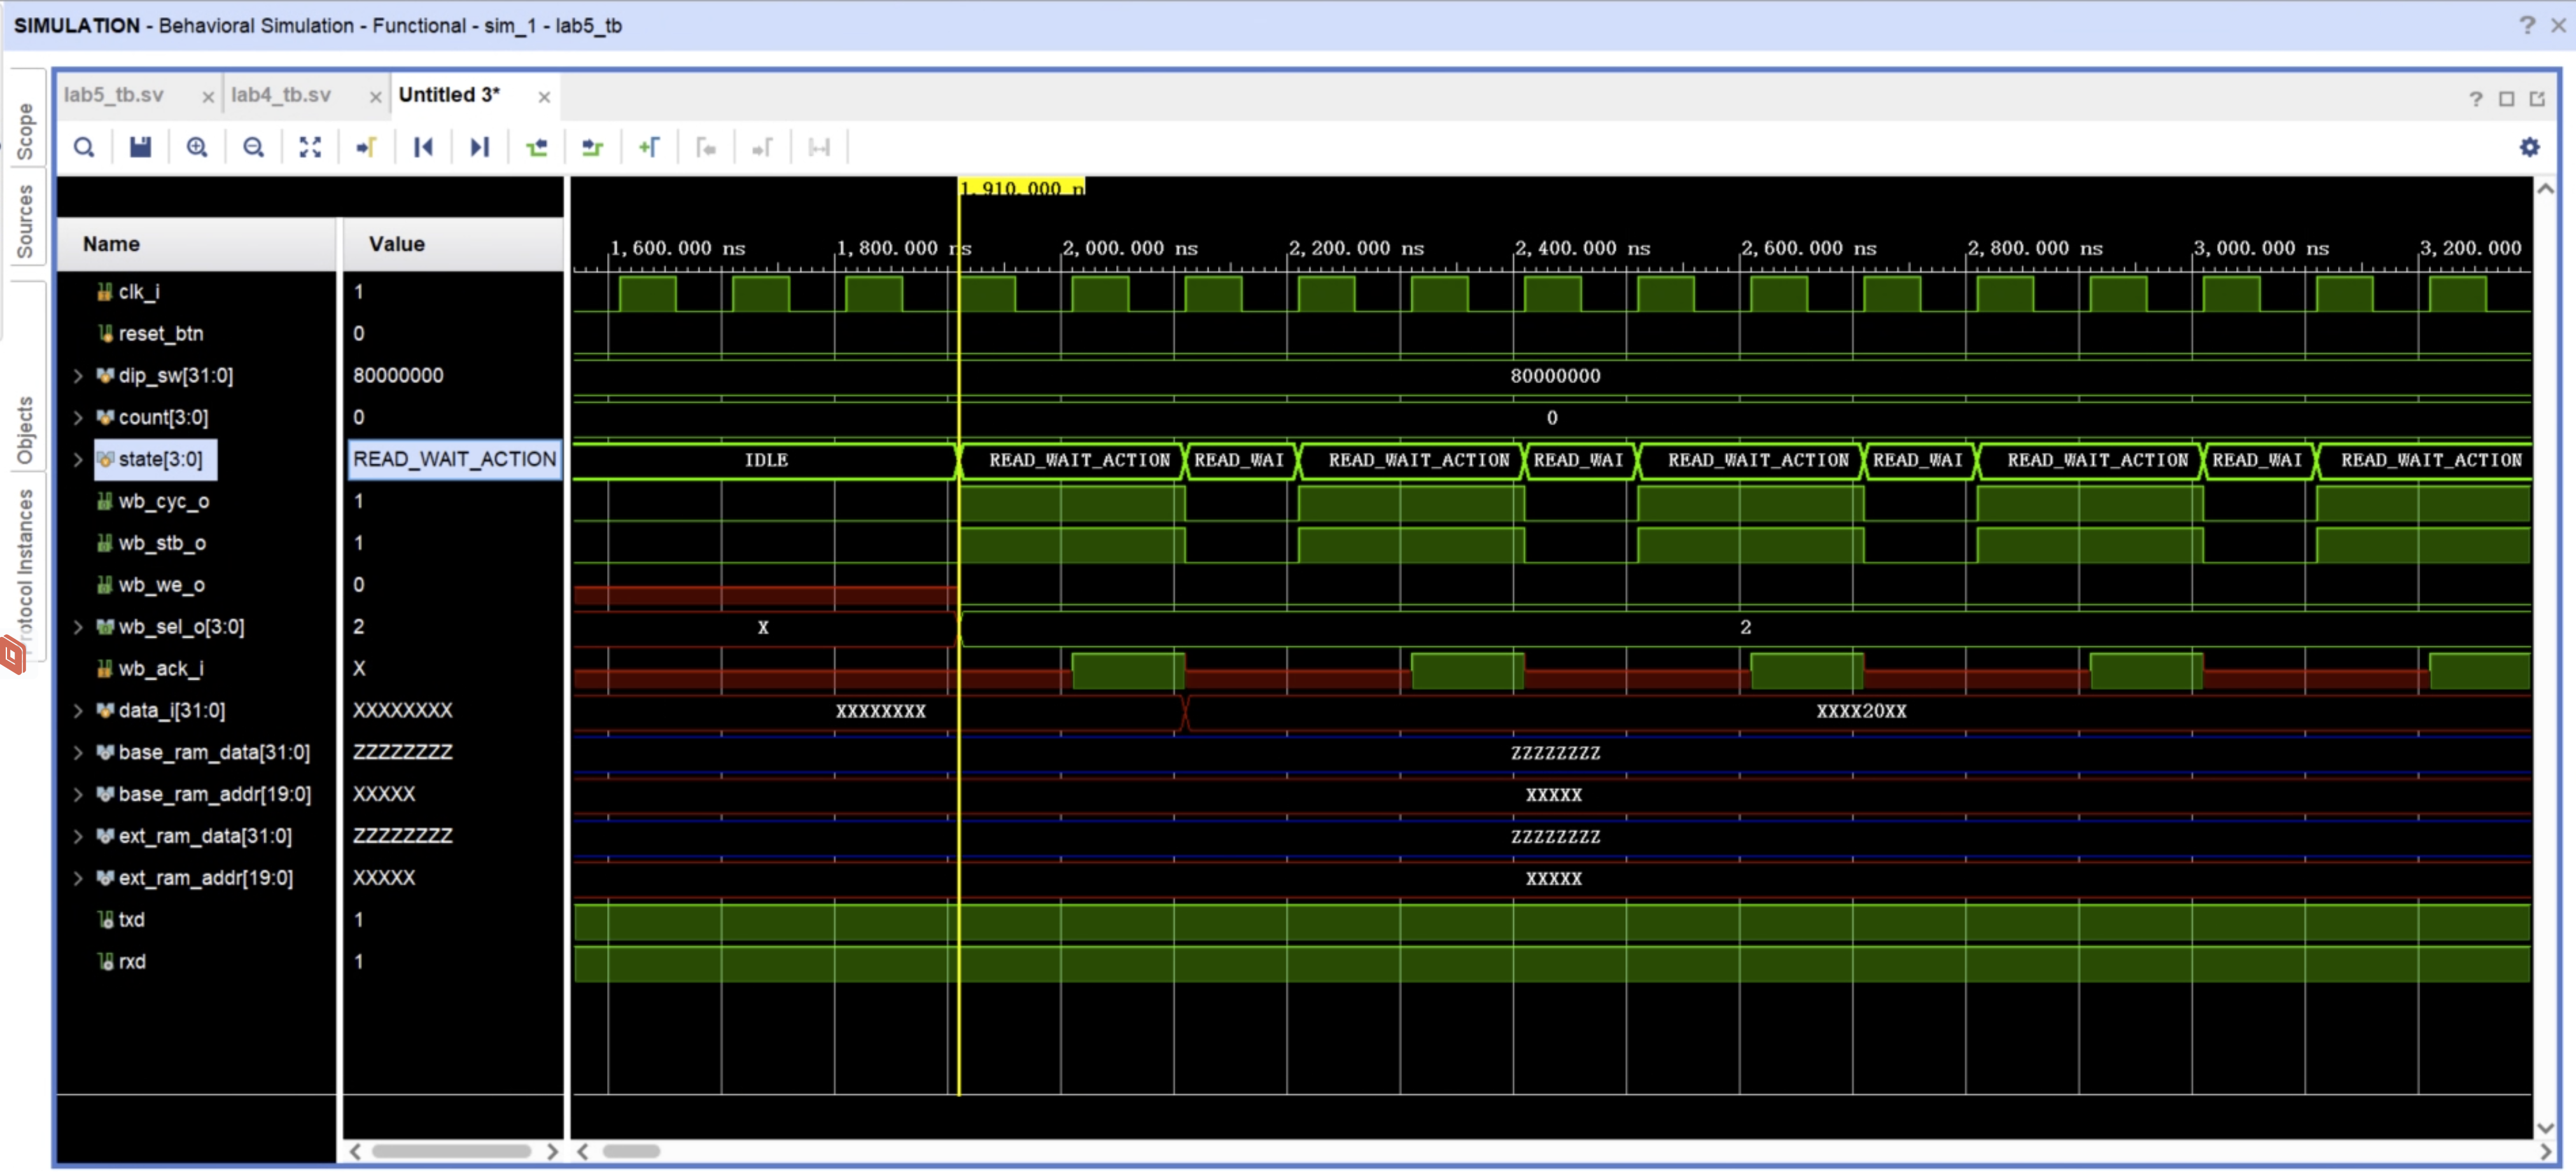 SIMULATION - Behavioral Simulation - Functional - sim_1 - lab5_tb
Scope
Sources
Objects
rotocol Instances
lab5_tb.sv
lab4_tb.sv
Untitled 3*
1,910.000 n
Name
Value
1,600.000 ns
1,800.000 ns
2,000.000 ns
2,200.000 ns
2,400.000 ns
2,600.000 ns
2,800.000 ns
3,000.000 ns
3,200.000
clk_i 1
reset_btn 0
dip_sw[31:0] 80000000 80000000
count[3:0] 0 0
state[3:0] READ_WAIT_ACTION IDLE READ_WAIT_ACTION READ_WAI READ_WAIT_ACTION READ_WAI READ_WAIT_ACTION READ_WAI READ_WAIT_ACTION READ_WAI READ_WAIT_ACTION
wb_cyc_o 1
wb_stb_o 1
wb_we_o 0
wb_sel_o[3:0] 2 X 2
wb_ack_i X
data_i[31:0] XXXXXXXX XXXXXXXX XXXX20XX
base_ram_data[31:0] ZZZZZZZZ ZZZZZZZZ
base_ram_addr[19:0] XXXXX XXXXX
ext_ram_data[31:0] ZZZZZZZZ ZZZZZZZZ
ext_ram_addr[19:0] XXXXX XXXXX
txd 1
rxd 1